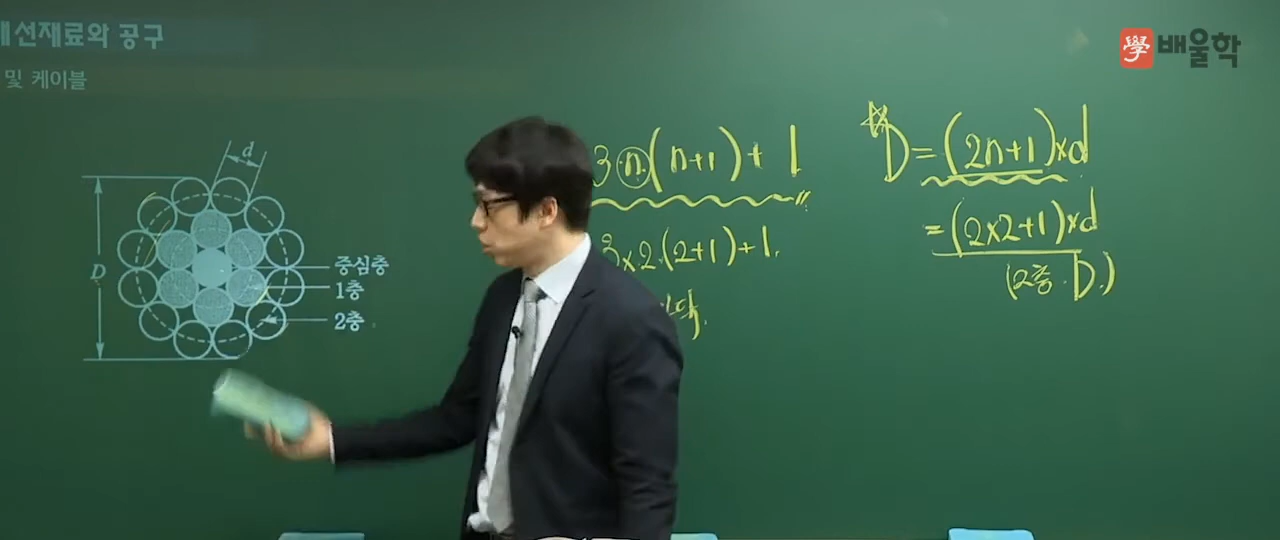 배선재료와 공구
및 케이블
學 배울학
d
D
중심층
1층
2층
3n(n+1)+1
3×2(2+1)+1
D=(2n+1)×d
=(2×2+1)×d
(2층 D)